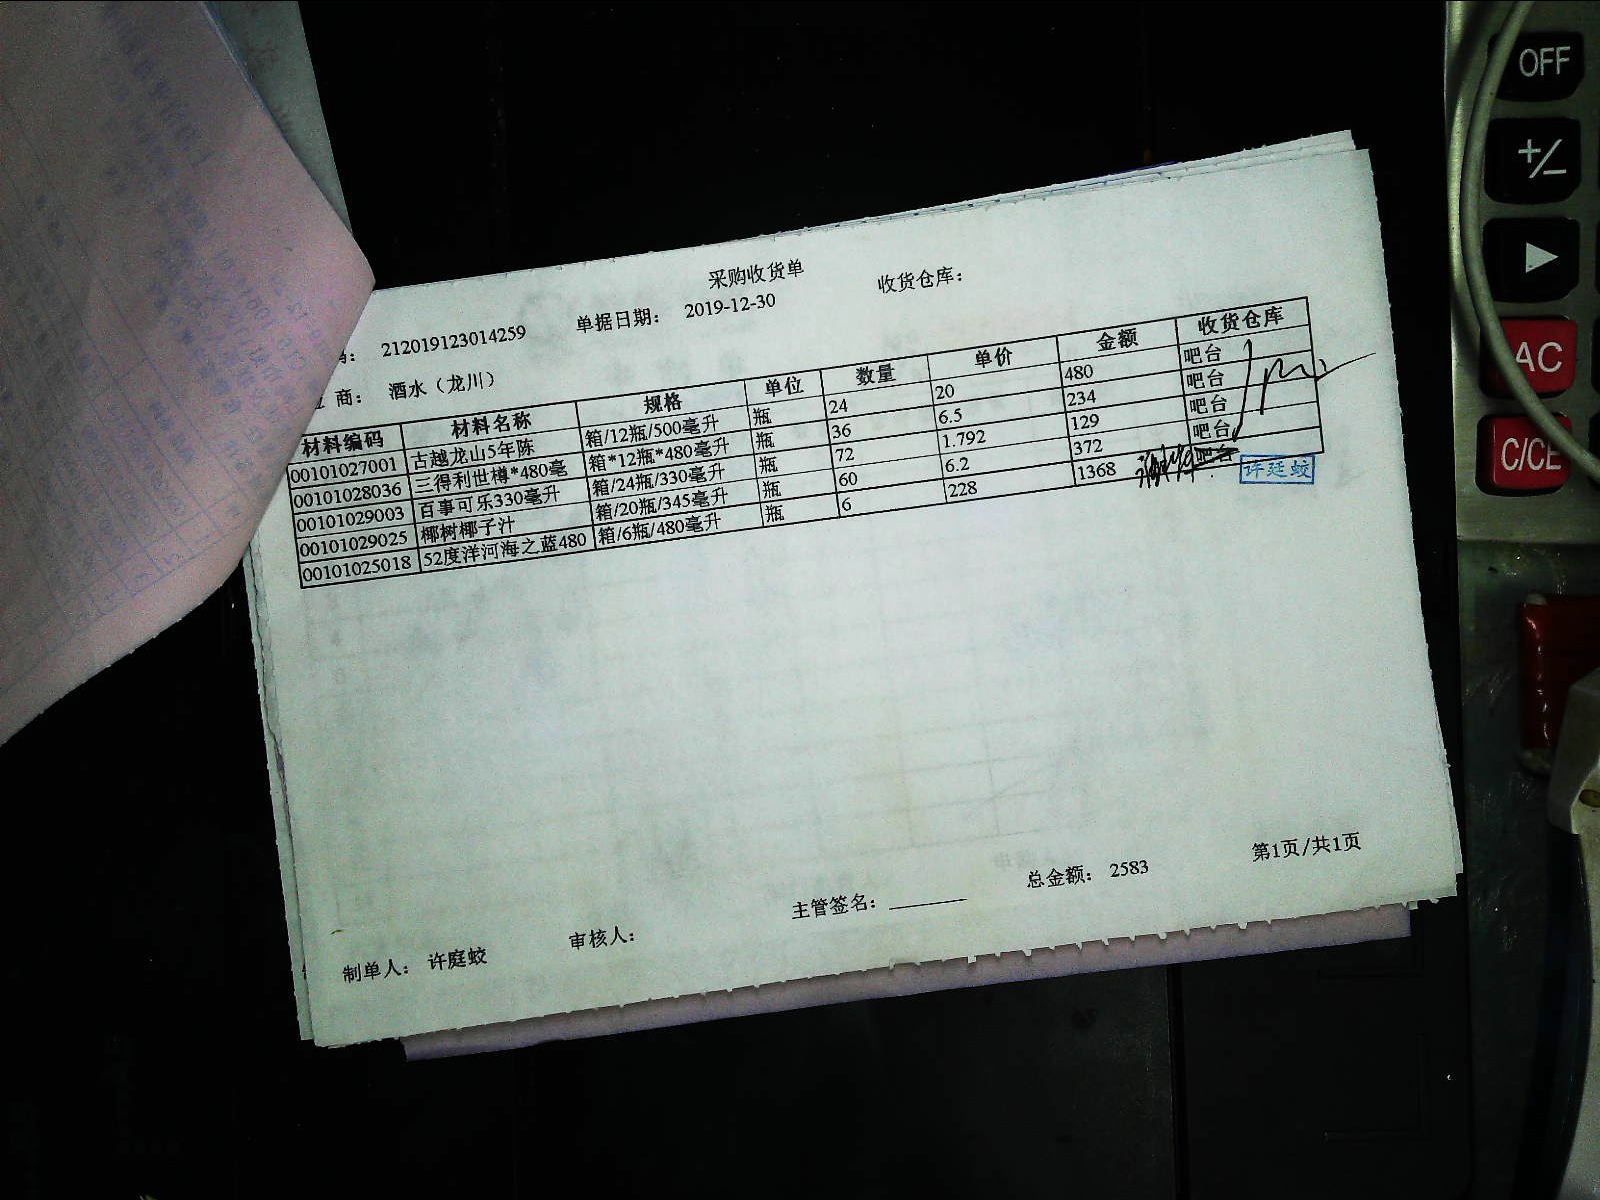 采购收货单
212019123014259 单据日期： 2019-12-30 收货仓库：
商： 酒水（龙川）
材料编码 材料名称 规格 单位 数量 单价 金额 收货仓库
00101027001 古越龙山5年陈 箱/12瓶/500毫升 瓶 24 20 480 吧台
00101028036 三得利世樽*480毫 箱*12瓶*480毫升 瓶 36 6.5 234 吧台
00101029003 百事可乐330毫升 箱/24瓶/330毫升 瓶 72 1.792 129 吧台
00101029025 椰树椰子汁 箱/20瓶/345毫升 瓶 60 6.2 372 吧台
00101025018 52度洋河海之蓝480 箱/6瓶/480毫升 瓶 6 228 1368 吧台
许廷蛟
制单人： 许庭蛟 审核人： 主管签名： 总金额： 2583 第1页/共1页
OFF
+/−
▶
AC
C/CE